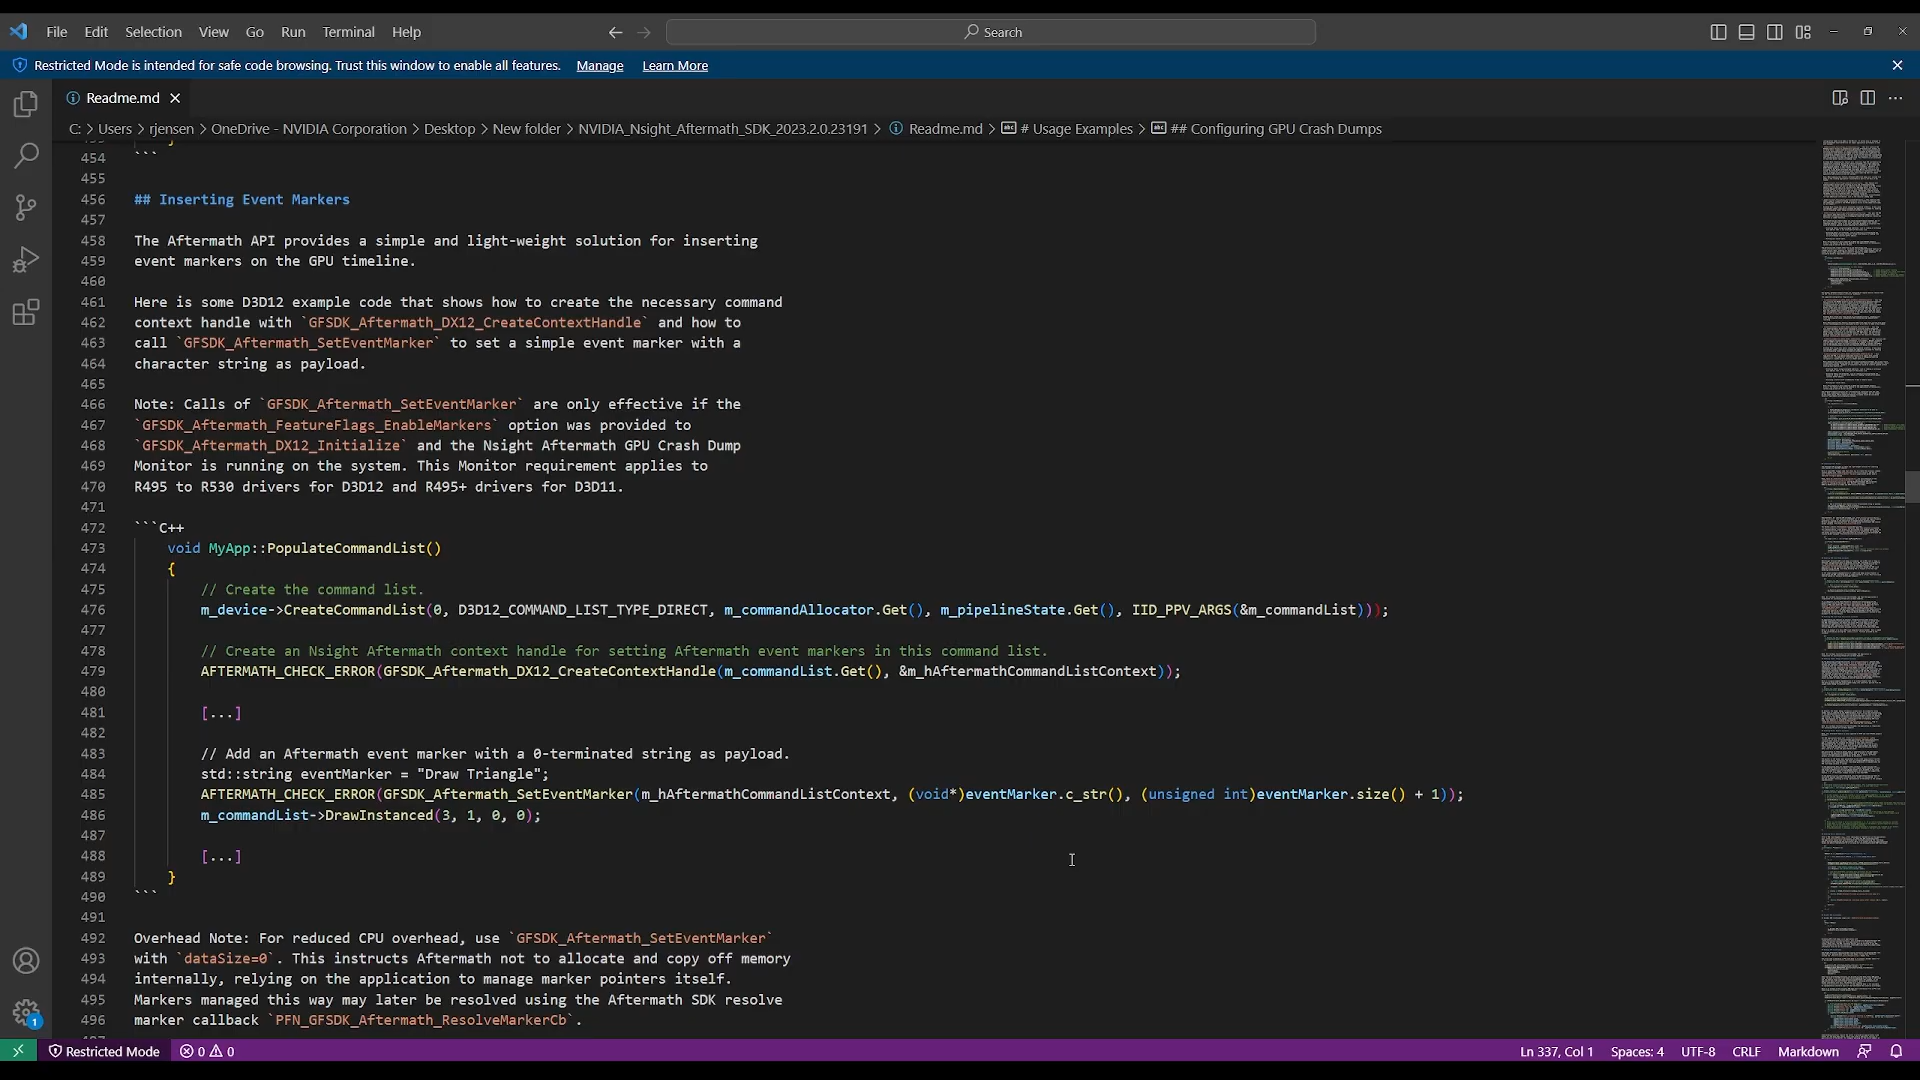 File Edit Selection View Go Run Terminal Help Search
Restricted Mode is intended for safe code browsing. Trust this window to enable all features. Manage Learn More
Readme.md
C: > Users > rjensen > OneDrive - NVIDIA Corporation > Desktop > New folder > NVIDIA_Nsight_Aftermath_SDK_2023.2.0.23191 > Readme.md > # Usage Examples > ## Configuring GPU Crash Dumps
454 ```
455
456 ## Inserting Event Markers
457
458 The Aftermath API provides a simple and light-weight solution for inserting
459 event markers on the GPU timeline.
460
461 Here is some D3D12 example code that shows how to create the necessary command
462 context handle with `GFSDK_Aftermath_DX12_CreateContextHandle` and how to
463 call `GFSDK_Aftermath_SetEventMarker` to set a simple event marker with a
464 character string as payload.
465
466 Note: Calls of `GFSDK_Aftermath_SetEventMarker` are only effective if the
467 `GFSDK_Aftermath_FeatureFlags_EnableMarkers` option was provided to
468 `GFSDK_Aftermath_DX12_Initialize` and the Nsight Aftermath GPU Crash Dump
469 Monitor is running on the system. This Monitor requirement applies to
470 R495 to R530 drivers for D3D12 and R495+ drivers for D3D11.
471
472 ```C++
473 void MyApp::PopulateCommandList()
474 {
475 // Create the command list.
476 m_device->CreateCommandList(0, D3D12_COMMAND_LIST_TYPE_DIRECT, m_commandAllocator.Get(), m_pipelineState.Get(), IID_PPV_ARGS(&m_commandList)));
477
478 // Create an Nsight Aftermath context handle for setting Aftermath event markers in this command list.
479 AFTERMATH_CHECK_ERROR(GFSDK_Aftermath_DX12_CreateContextHandle(m_commandList.Get(), &m_hAftermathCommandListContext));
480
481 [...]
482
483 // Add an Aftermath event marker with a 0-terminated string as payload.
484 std::string eventMarker = "Draw Triangle";
485 AFTERMATH_CHECK_ERROR(GFSDK_Aftermath_SetEventMarker(m_hAftermathCommandListContext, (void*)eventMarker.c_str(), (unsigned int)eventMarker.size() + 1));
486 m_commandList->DrawInstanced(3, 1, 0, 0);
487
488 [...]
489 }
490 ```
491
492 Overhead Note: For reduced CPU overhead, use `GFSDK_Aftermath_SetEventMarker`
493 with `dataSize=0`. This instructs Aftermath not to allocate and copy off memory
494 internally, relying on the application to manage marker pointers itself.
495 Markers managed this way may later be resolved using the Aftermath SDK resolve
496 marker callback `PFN_GFSDK_Aftermath_ResolveMarkerCb`.
1
Restricted Mode 0 0 Ln 337, Col 1 Spaces: 4 UTF-8 CRLF Markdown